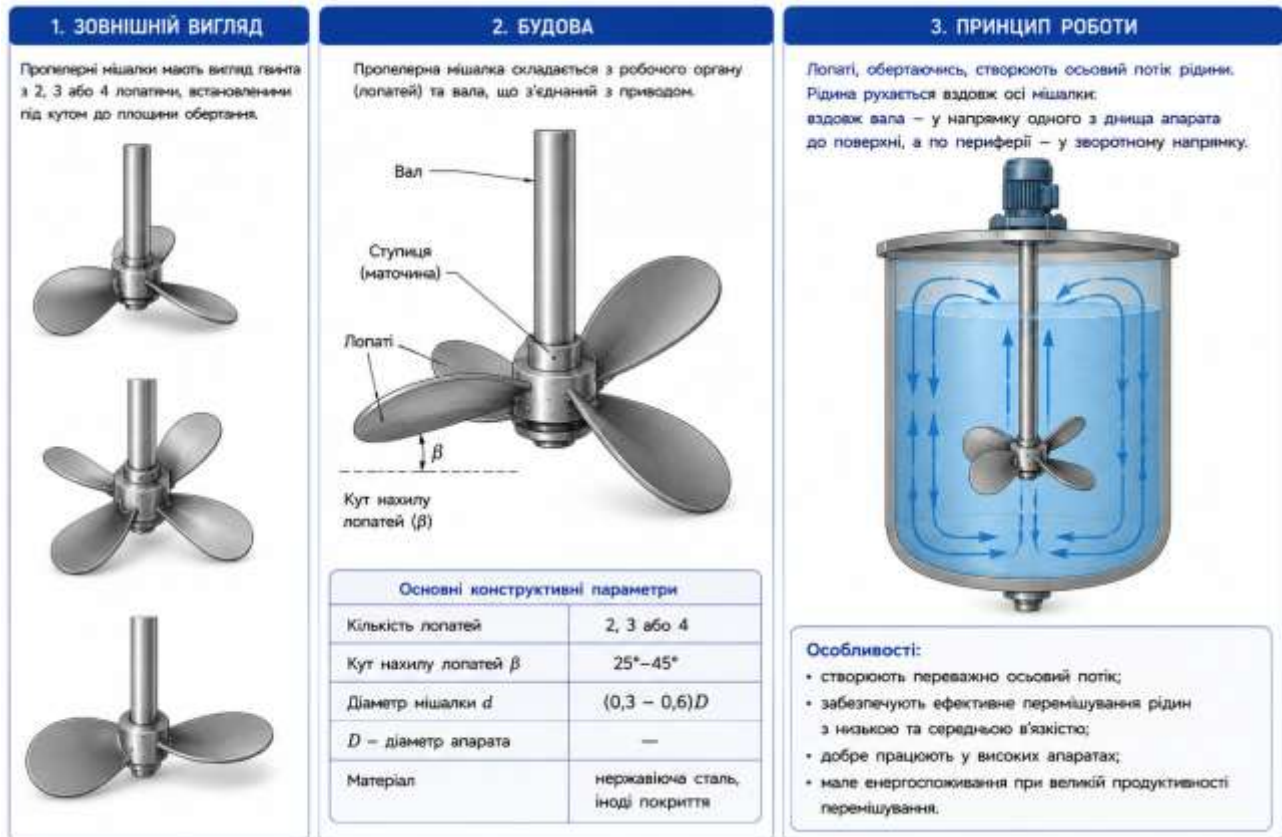 1. ЗОВНІШНІЙ ВИГЛЯД
Пропелерні мішалки мають вигляд гвинта
з 2, 3 або 4 лопатями, встановленими
під кутом до площини обертання.
2. БУДОВА
Пропелерна мішалка складається з робочого органу
(лопатей) та вала, що з'єднаний з приводом.
Вал
Ступиця
(маточина)
Лопаті
β
Кут нахилу
лопатей (β)
Основні конструктивні параметри
Кількість лопатей 2, 3 або 4
Кут нахилу лопатей β 25°–45°
Діаметр мішалки d (0,3 – 0,6)D
D – діаметр апарата —
Матеріал нержавіюча сталь,
іноді покриття
3. ПРИНЦИП РОБОТИ
Лопаті, обертаючись, створюють осьовий потік рідини.
Рідина рухається вздовж осі мішалки:
вздовж вала – у напрямку одного з днища апарата
до поверхні, а по периферії – у зворотному напрямку.
Особливості:
• створюють переважно осьовий потік;
• забезпечують ефективне перемішування рідин
з низькою та середньою в'язкістю;
• добре працюють у високих апаратах;
• мале енергоспоживання при великій продуктивності
перемішування.